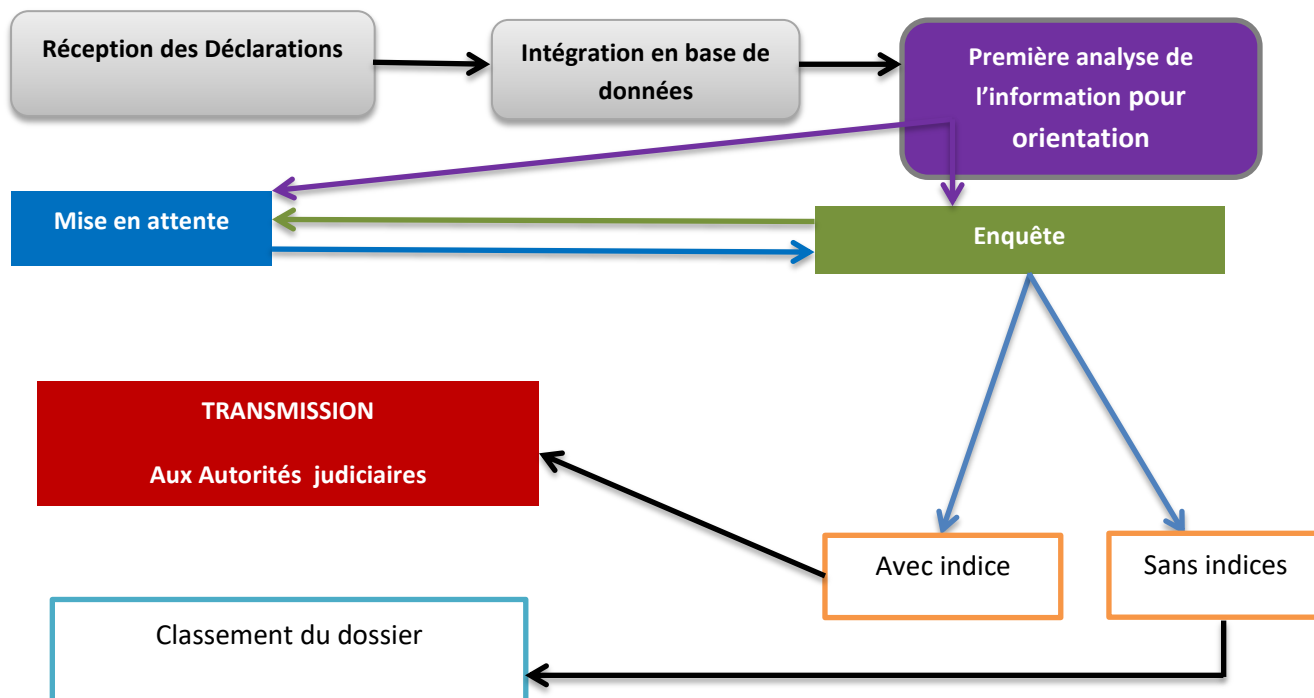 Réception des Déclarations
Intégration en base de
données
Première analyse de
l’information pour
orientation
Mise en attente
Enquête
TRANSMISSION
Aux Autorités judiciaires
Avec indice
Sans indices
Classement du dossier